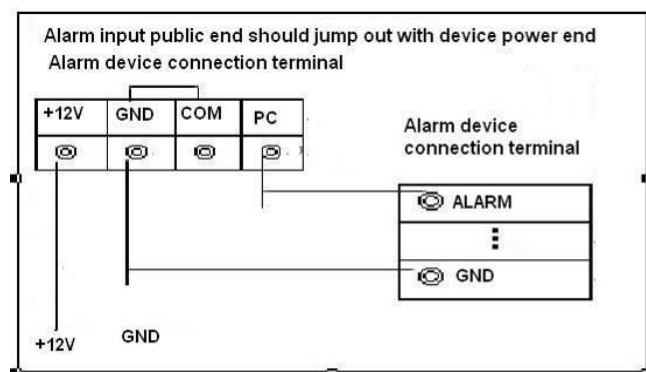 Alarm input public end should jump out with device power end
Alarm device connection terminal
+12V GND COM PC
Alarm device
connection terminal
ALARM
GND
+12V GND